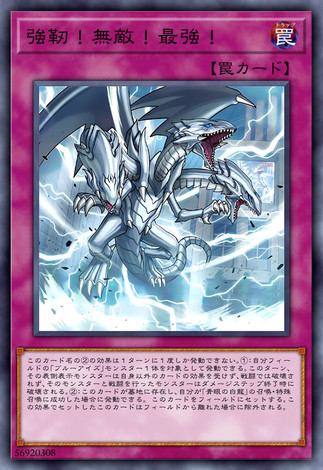 強靭！無敵！最強！
トラップ
罠
【罠カード】
このカード名の②の効果は１ターンに１度しか発動できない。①：自分フィー
ルドの「ブルーアイズ」モンスター１体を対象として発動できる。このターン、
その表側表示モンスターは自身以外のカードの効果を受けず、戦闘では破壊さ
れず、そのモンスターと戦闘を行ったモンスターはダメージステップ終了時に
破壊される。②：このカードが墓地に存在し、自分が「青眼の白龍」の召喚・特殊
召喚に成功した場合に発動できる。このカードをフィールドにセットする。こ
の効果でセットしたこのカードはフィールドから離れた場合に除外される。
56920308